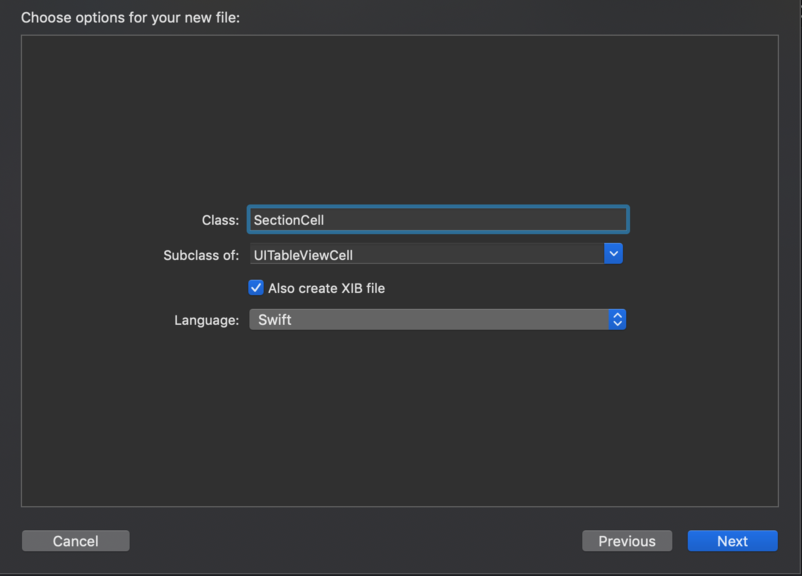 Choose options for your new file:
Class: SectionCell
Subclass of: UITableViewCell
Also create XIB file
Language: Swift
Cancel Previous Next